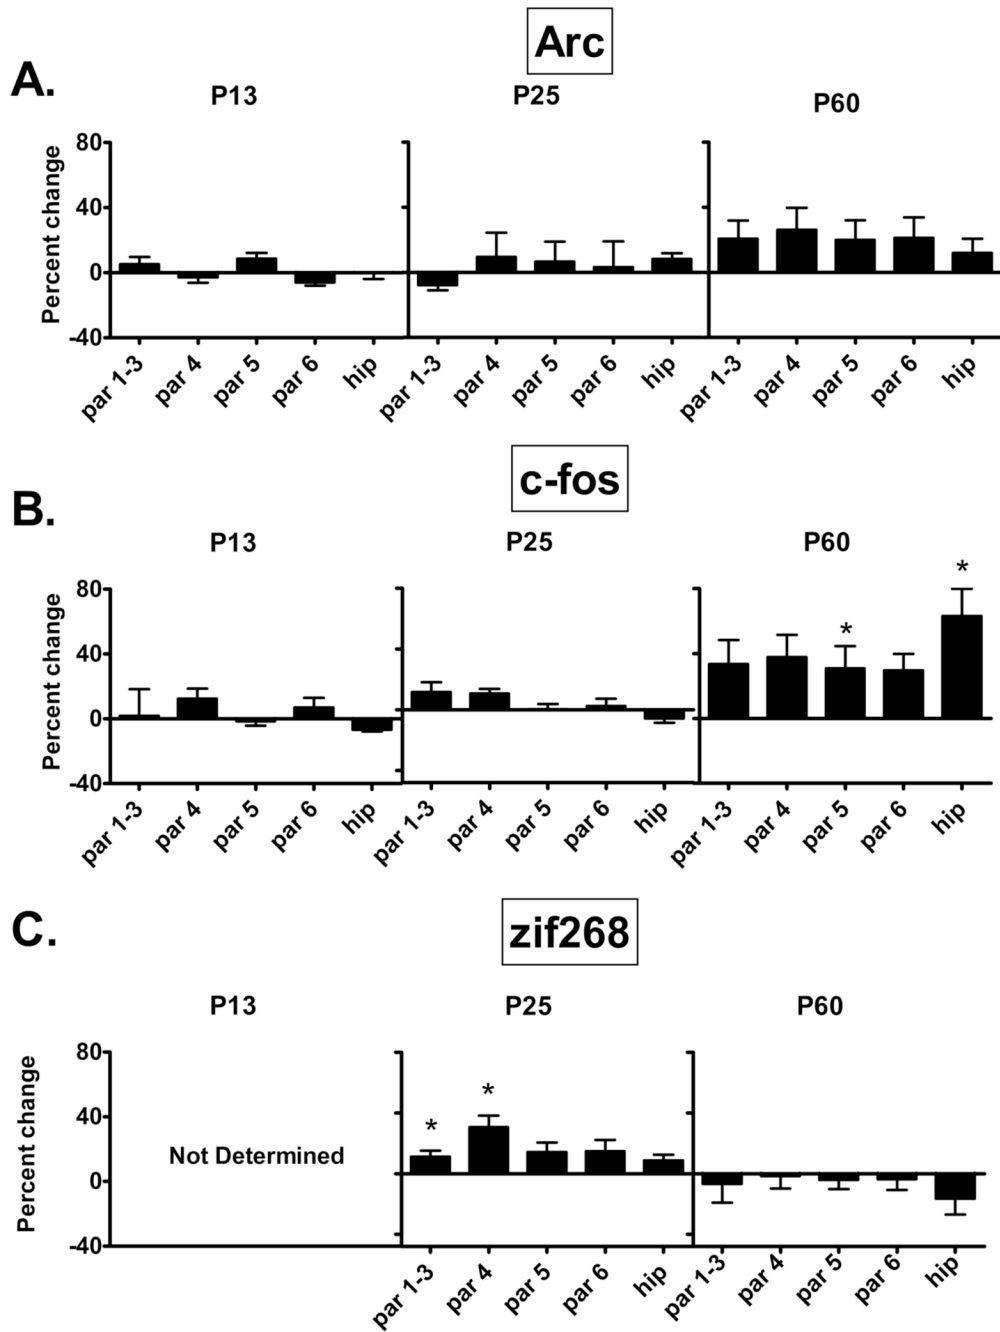 Arc
A.
P13 P25 P60
Percent change
80
40
0
-40
par 1-3 par 4 par 5 par 6 hip par 1-3 par 4 par 5 par 6 hip par 1-3 par 4 par 5 par 6 hip
c-fos
B.
P13 P25 P60
*
*
Percent change
80
40
0
-40
par 1-3 par 4 par 5 par 6 hip par 1-3 par 4 par 5 par 6 hip par 1-3 par 4 par 5 par 6 hip
zif268
C.
P13 P25 P60
Percent change
80
40
0
-40
Not Determined
*
*
par 1-3 par 4 par 5 par 6 hip par 1-3 par 4 par 5 par 6 hip